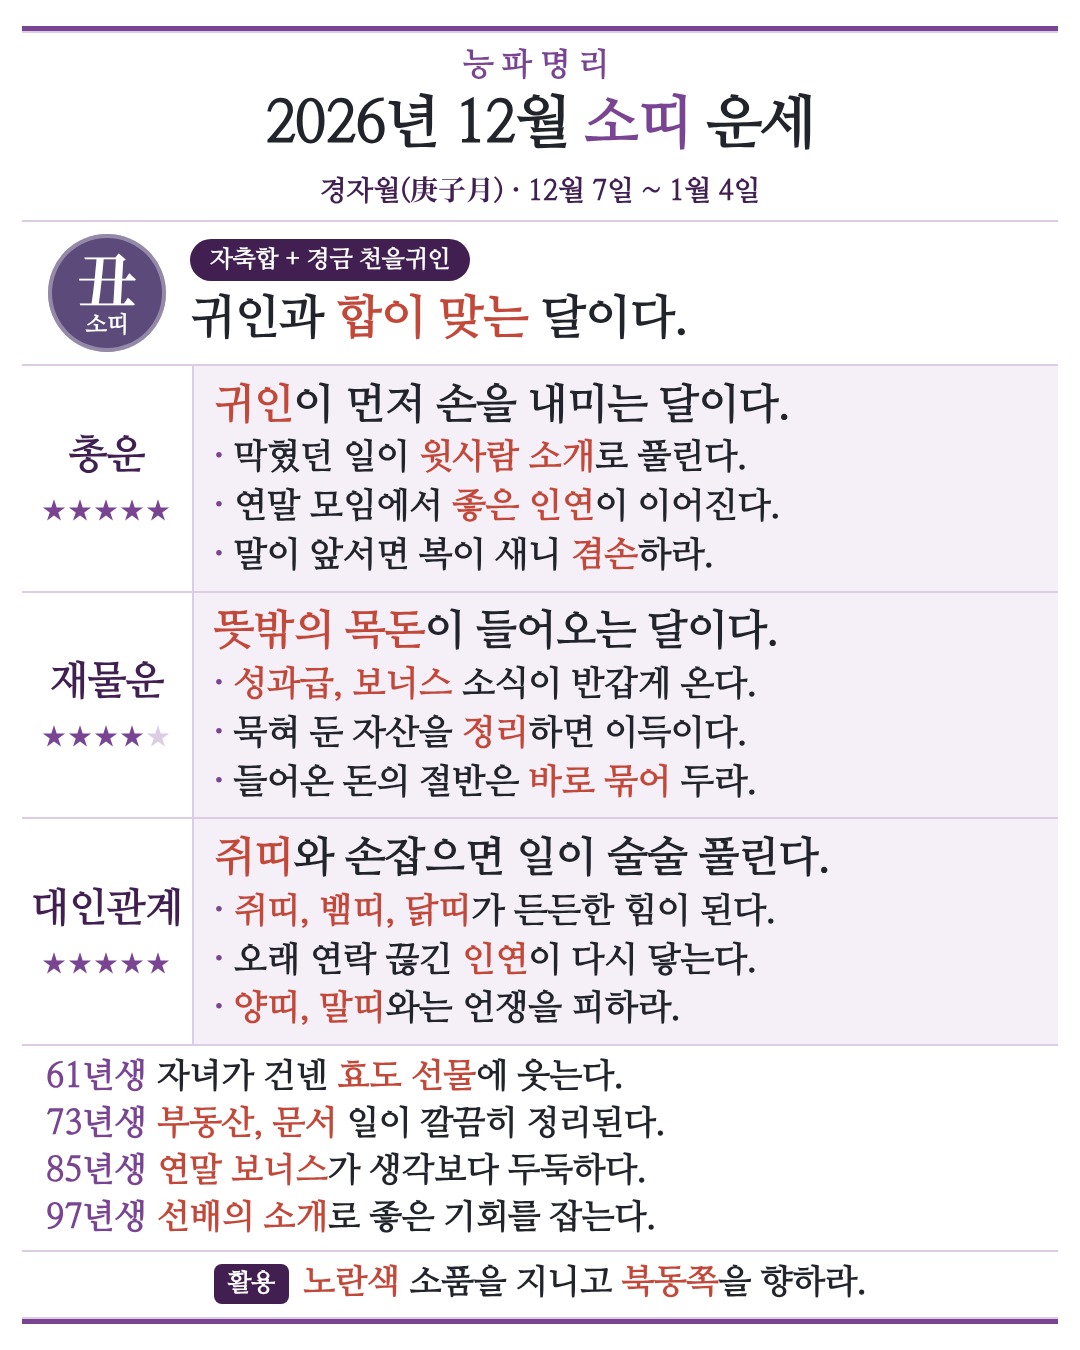 능파명리
2026년 12월 소띠 운세
경자월(庚子月) · 12월 7일 ~ 1월 4일
丑
소띠
자축합 + 경금 천을귀인
귀인과 합이 맞는 달이다.
총운
★★★★★
귀인이 먼저 손을 내미는 달이다.
· 막혔던 일이 윗사람 소개로 풀린다.
· 연말 모임에서 좋은 인연이 이어진다.
· 말이 앞서면 복이 새니 겸손하라.
재물운
★★★★★
뜻밖의 목돈이 들어오는 달이다.
· 성과급, 보너스 소식이 반갑게 온다.
· 묵혀 둔 자산을 정리하면 이득이다.
· 들어온 돈의 절반은 바로 묶어 두라.
대인관계
★★★★★
쥐띠와 손잡으면 일이 술술 풀린다.
· 쥐띠, 뱀띠, 닭띠가 든든한 힘이 된다.
· 오래 연락 끊긴 인연이 다시 닿는다.
· 양띠, 말띠와는 언쟁을 피하라.
61년생 자녀가 건넨 효도 선물에 웃는다.
73년생 부동산, 문서 일이 깔끔히 정리된다.
85년생 연말 보너스가 생각보다 두둑하다.
97년생 선배의 소개로 좋은 기회를 잡는다.
활용 노란색 소품을 지니고 북동쪽을 향하라.